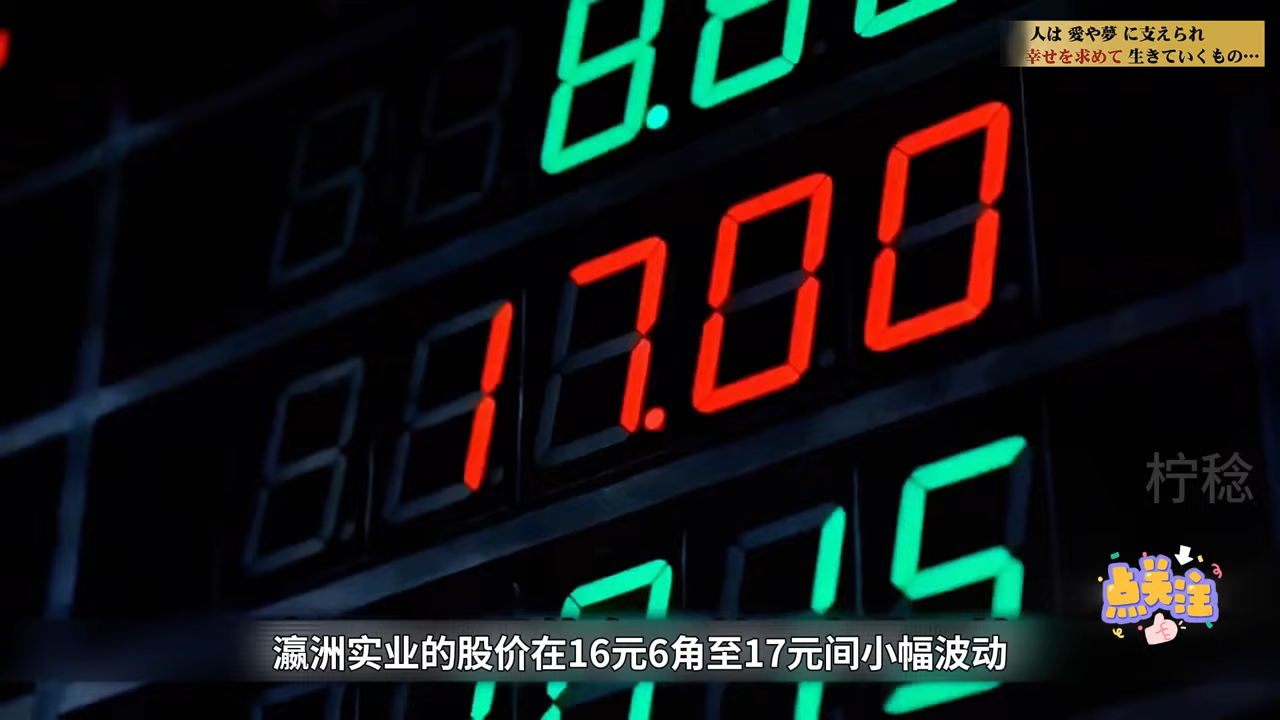 人は 愛や夢 に支えられ
幸せを求めて 生きていくもの…
17.00
15
柠稔
点关注
瀛洲实业的股价在16元6角至17元间小幅波动